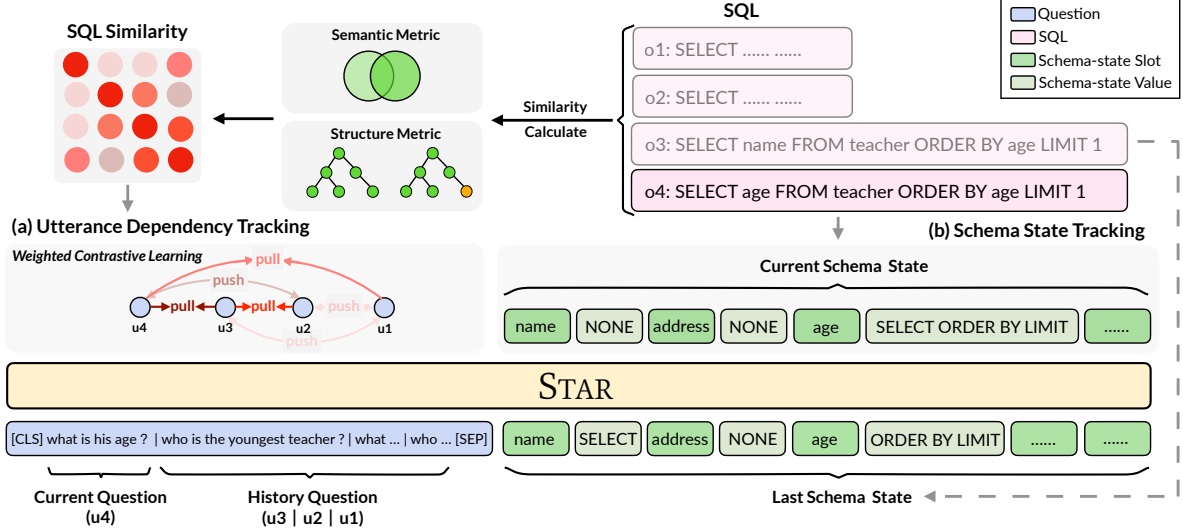 SQL
Question
SQL
Schema-state Slot
Schema-state Value
SQL Similarity
Semantic Metric
Structure Metric
Similarity
Calculate
o1: SELECT ...... ......
o2: SELECT ...... ......
o3: SELECT name FROM teacher ORDER BY age LIMIT 1
o4: SELECT age FROM teacher ORDER BY age LIMIT 1
(a) Utterance Dependency Tracking
(b) Schema State Tracking
Weighted Contrastive Learning
pull
push
pull
pull
push
u4
u3
u2
u1
push
Current Schema State
name
NONE
address
NONE
age
SELECT ORDER BY LIMIT
......
STAR
[CLS] what is his age ? | who is the youngest teacher ? | what ... | who ... [SEP]
name
SELECT
address
NONE
age
ORDER BY LIMIT
......
......
Current Question
(u4)
History Question
(u3 | u2 | u1)
Last Schema State